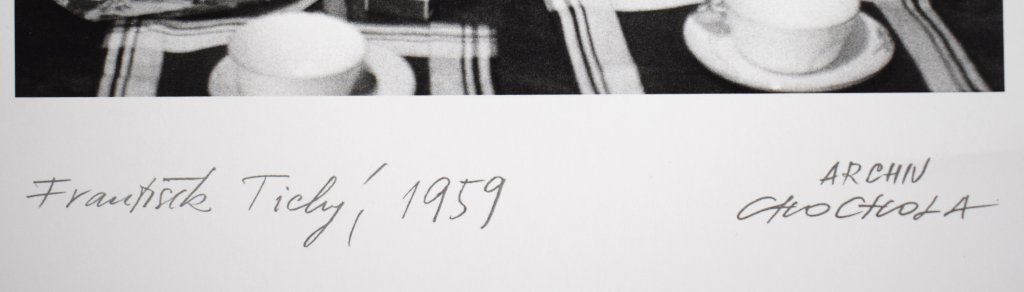 František Tichý, 1959
ARCHIV
CHOCHOLA